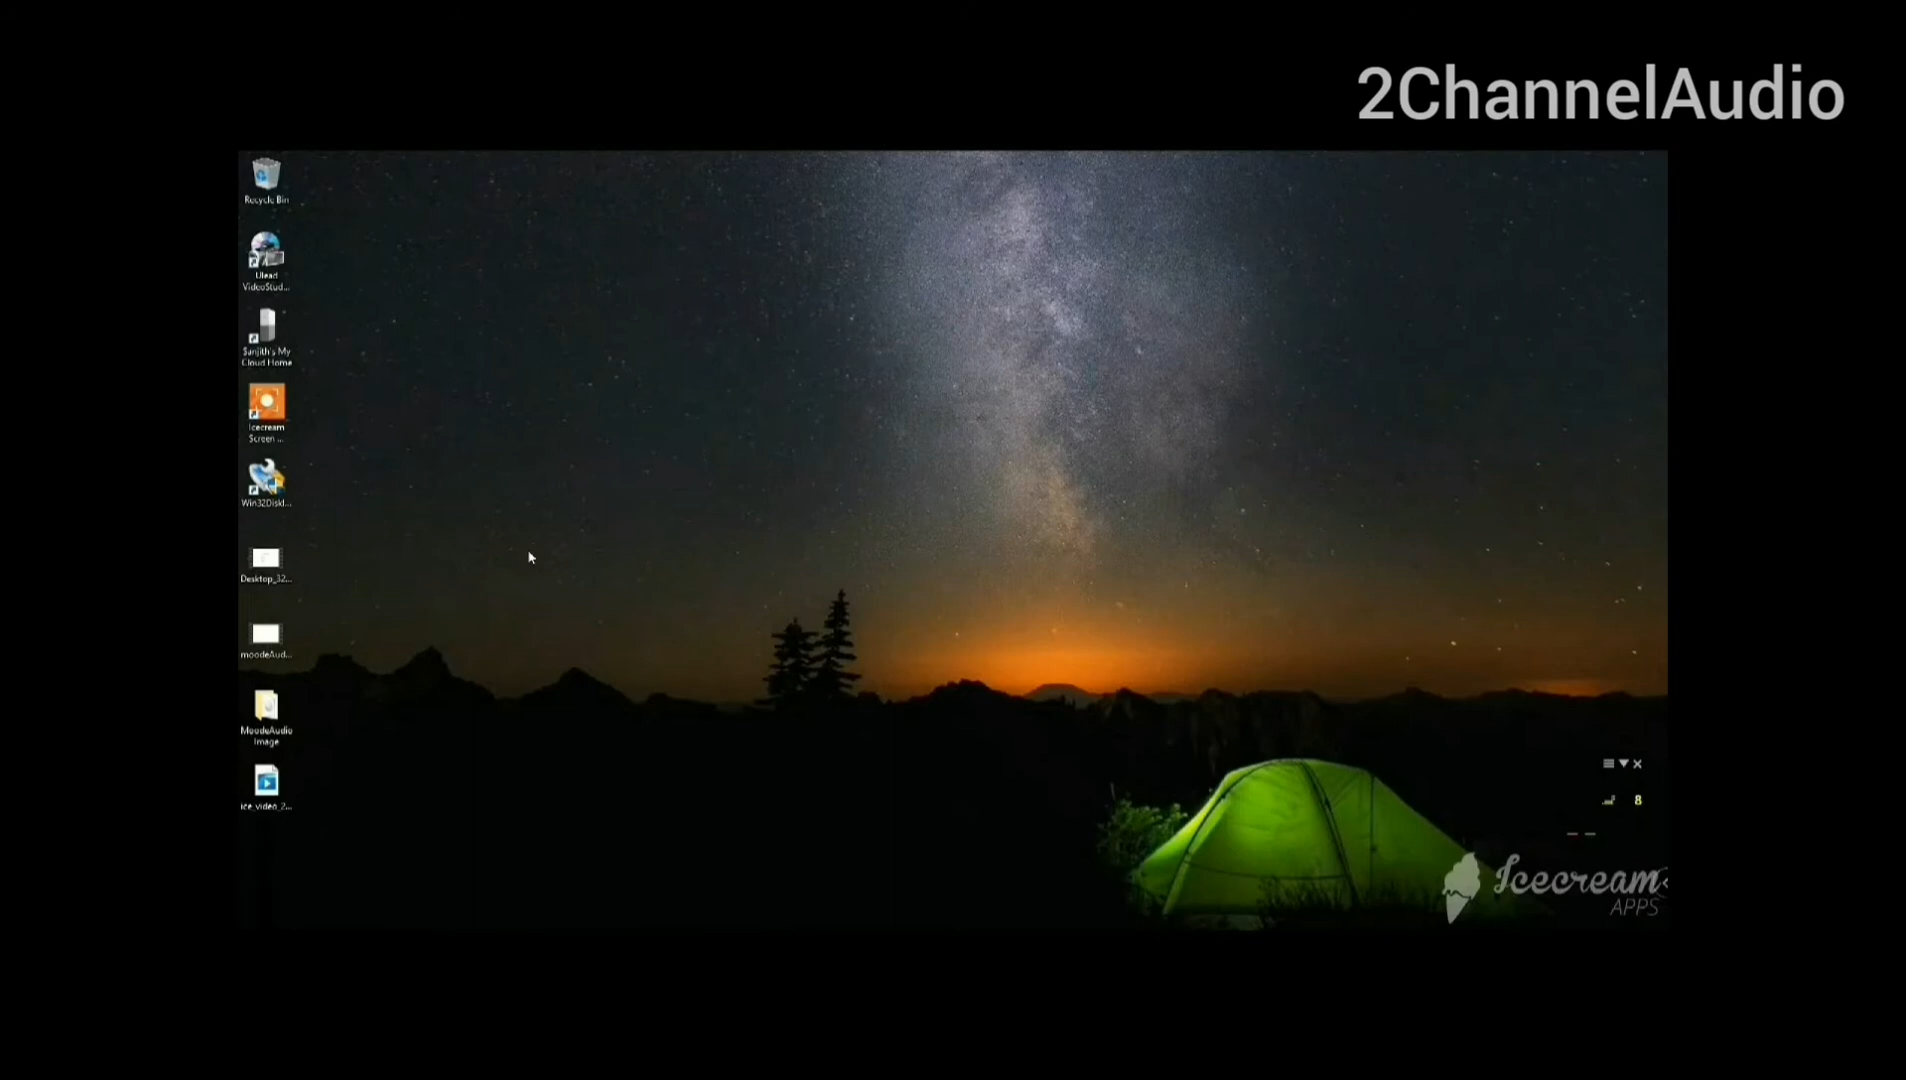 2ChannelAudio
Recycle Bin
Ulead
VideoStud...
Sanjith's My
Cloud Home
Icecream
Screen ...
Win32DiskI...
Desktop_32...
moodeAud...
MoodeAudio
Image
ice_video_2...
8
Icecream
APPS